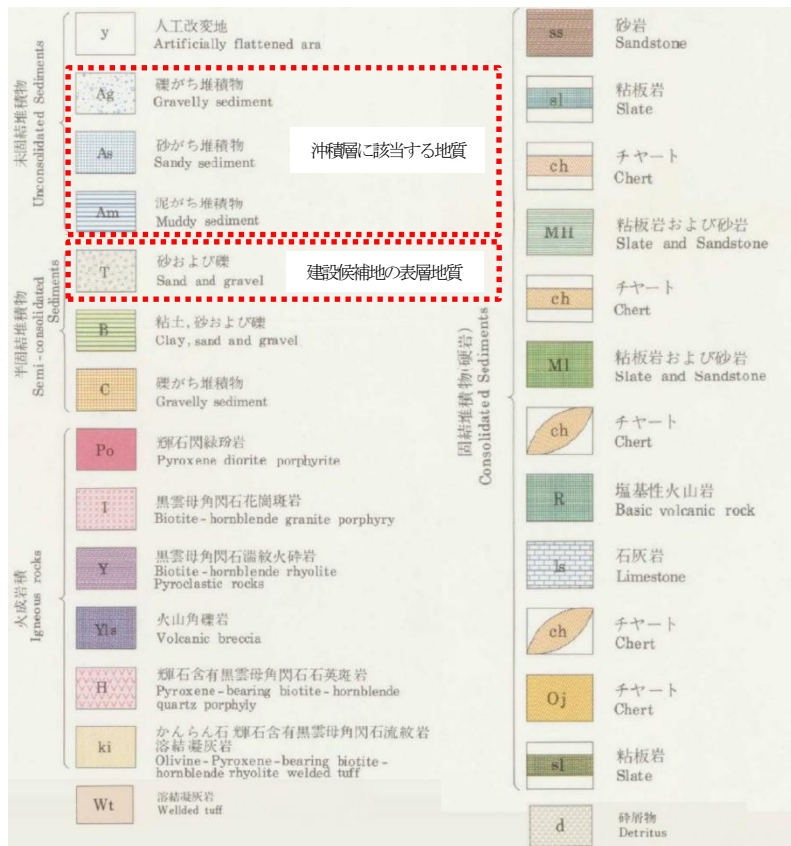 未固結堆積物
Unconsolidated Sediments
y
人工改変地
Artificially flattened ara
Ag
礫がち堆積物
Gravelly sediment
As
砂がち堆積物
Sandy sediment
沖積層に該当する地質
Am
泥がち堆積物
Muddy sediment
半固結堆積物
Semi-consolidated
Sediments
T
砂および礫
Sand and gravel
建設候補地の表層地質
B
粘土,砂および礫
Clay, sand and gravel
C
礫がち堆積物
Gravelly sediment
火成岩積
Igneous rocks
Po
輝石閃緑玢岩
Pyroxene diorite porphyrite
I
黒雲母角閃石花崗斑岩
Biotite-hornblende granite porphyry
Y
黒雲母角閃石流紋火砕岩
Biotite-hornblende rhyolite
Pyroclastic rocks
Yls
火山角礫岩
Volcanic breccia
H
輝石含有黒雲母角閃石石英斑岩
Pyroxene-bearing biotite-hornblende
quartz porphyly
ki
かんらん石 輝石含有黒雲母角閃石流紋岩
溶結凝灰岩
Olivine-Pyroxene-bearing biotite-
hornblende rhyolite welded tuff
Wt
溶結凝灰岩
Wellded tuff
固結堆積物(硬岩)
Consolidated Sediments
ss
砂岩
Sandstone
sl
粘板岩
Slate
ch
チャート
Chert
MH
粘板岩および砂岩
Slate and Sandstone
ch
チャート
Chert
Ml
粘板岩および砂岩
Slate and Sandstone
ch
チャート
Chert
R
塩基性火山岩
Basic volcanic rock
ls
石灰岩
Limestone
ch
チャート
Chert
Oj
チャート
Chert
sl
粘板岩
Slate
d
砕屑物
Detritus